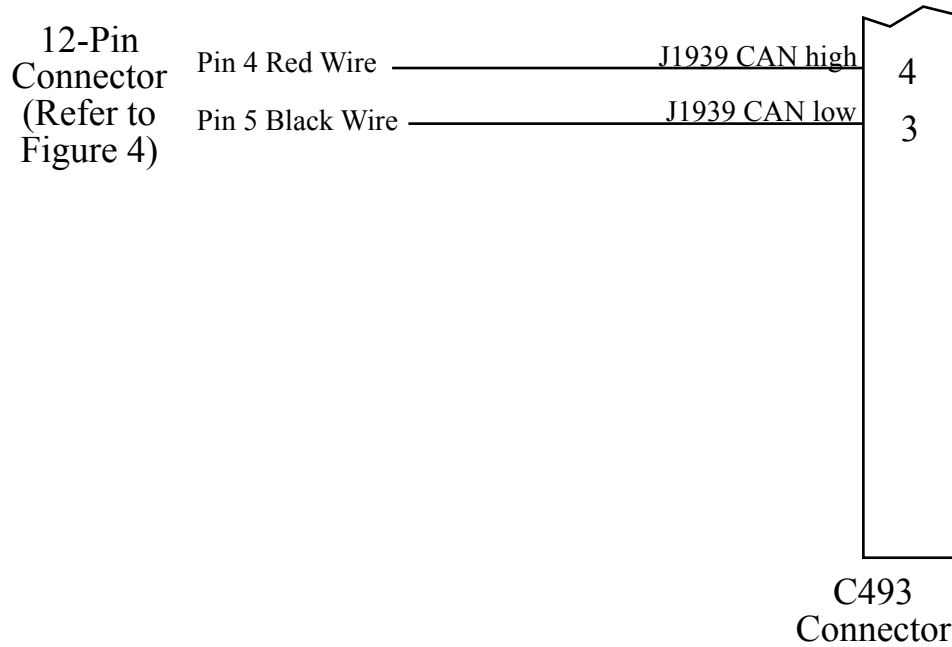 12-Pin
Connector
(Refer to
Figure 4)
Pin 4 Red Wire
J1939 CAN high
4
Pin 5 Black Wire
J1939 CAN low
3
C493
Connector